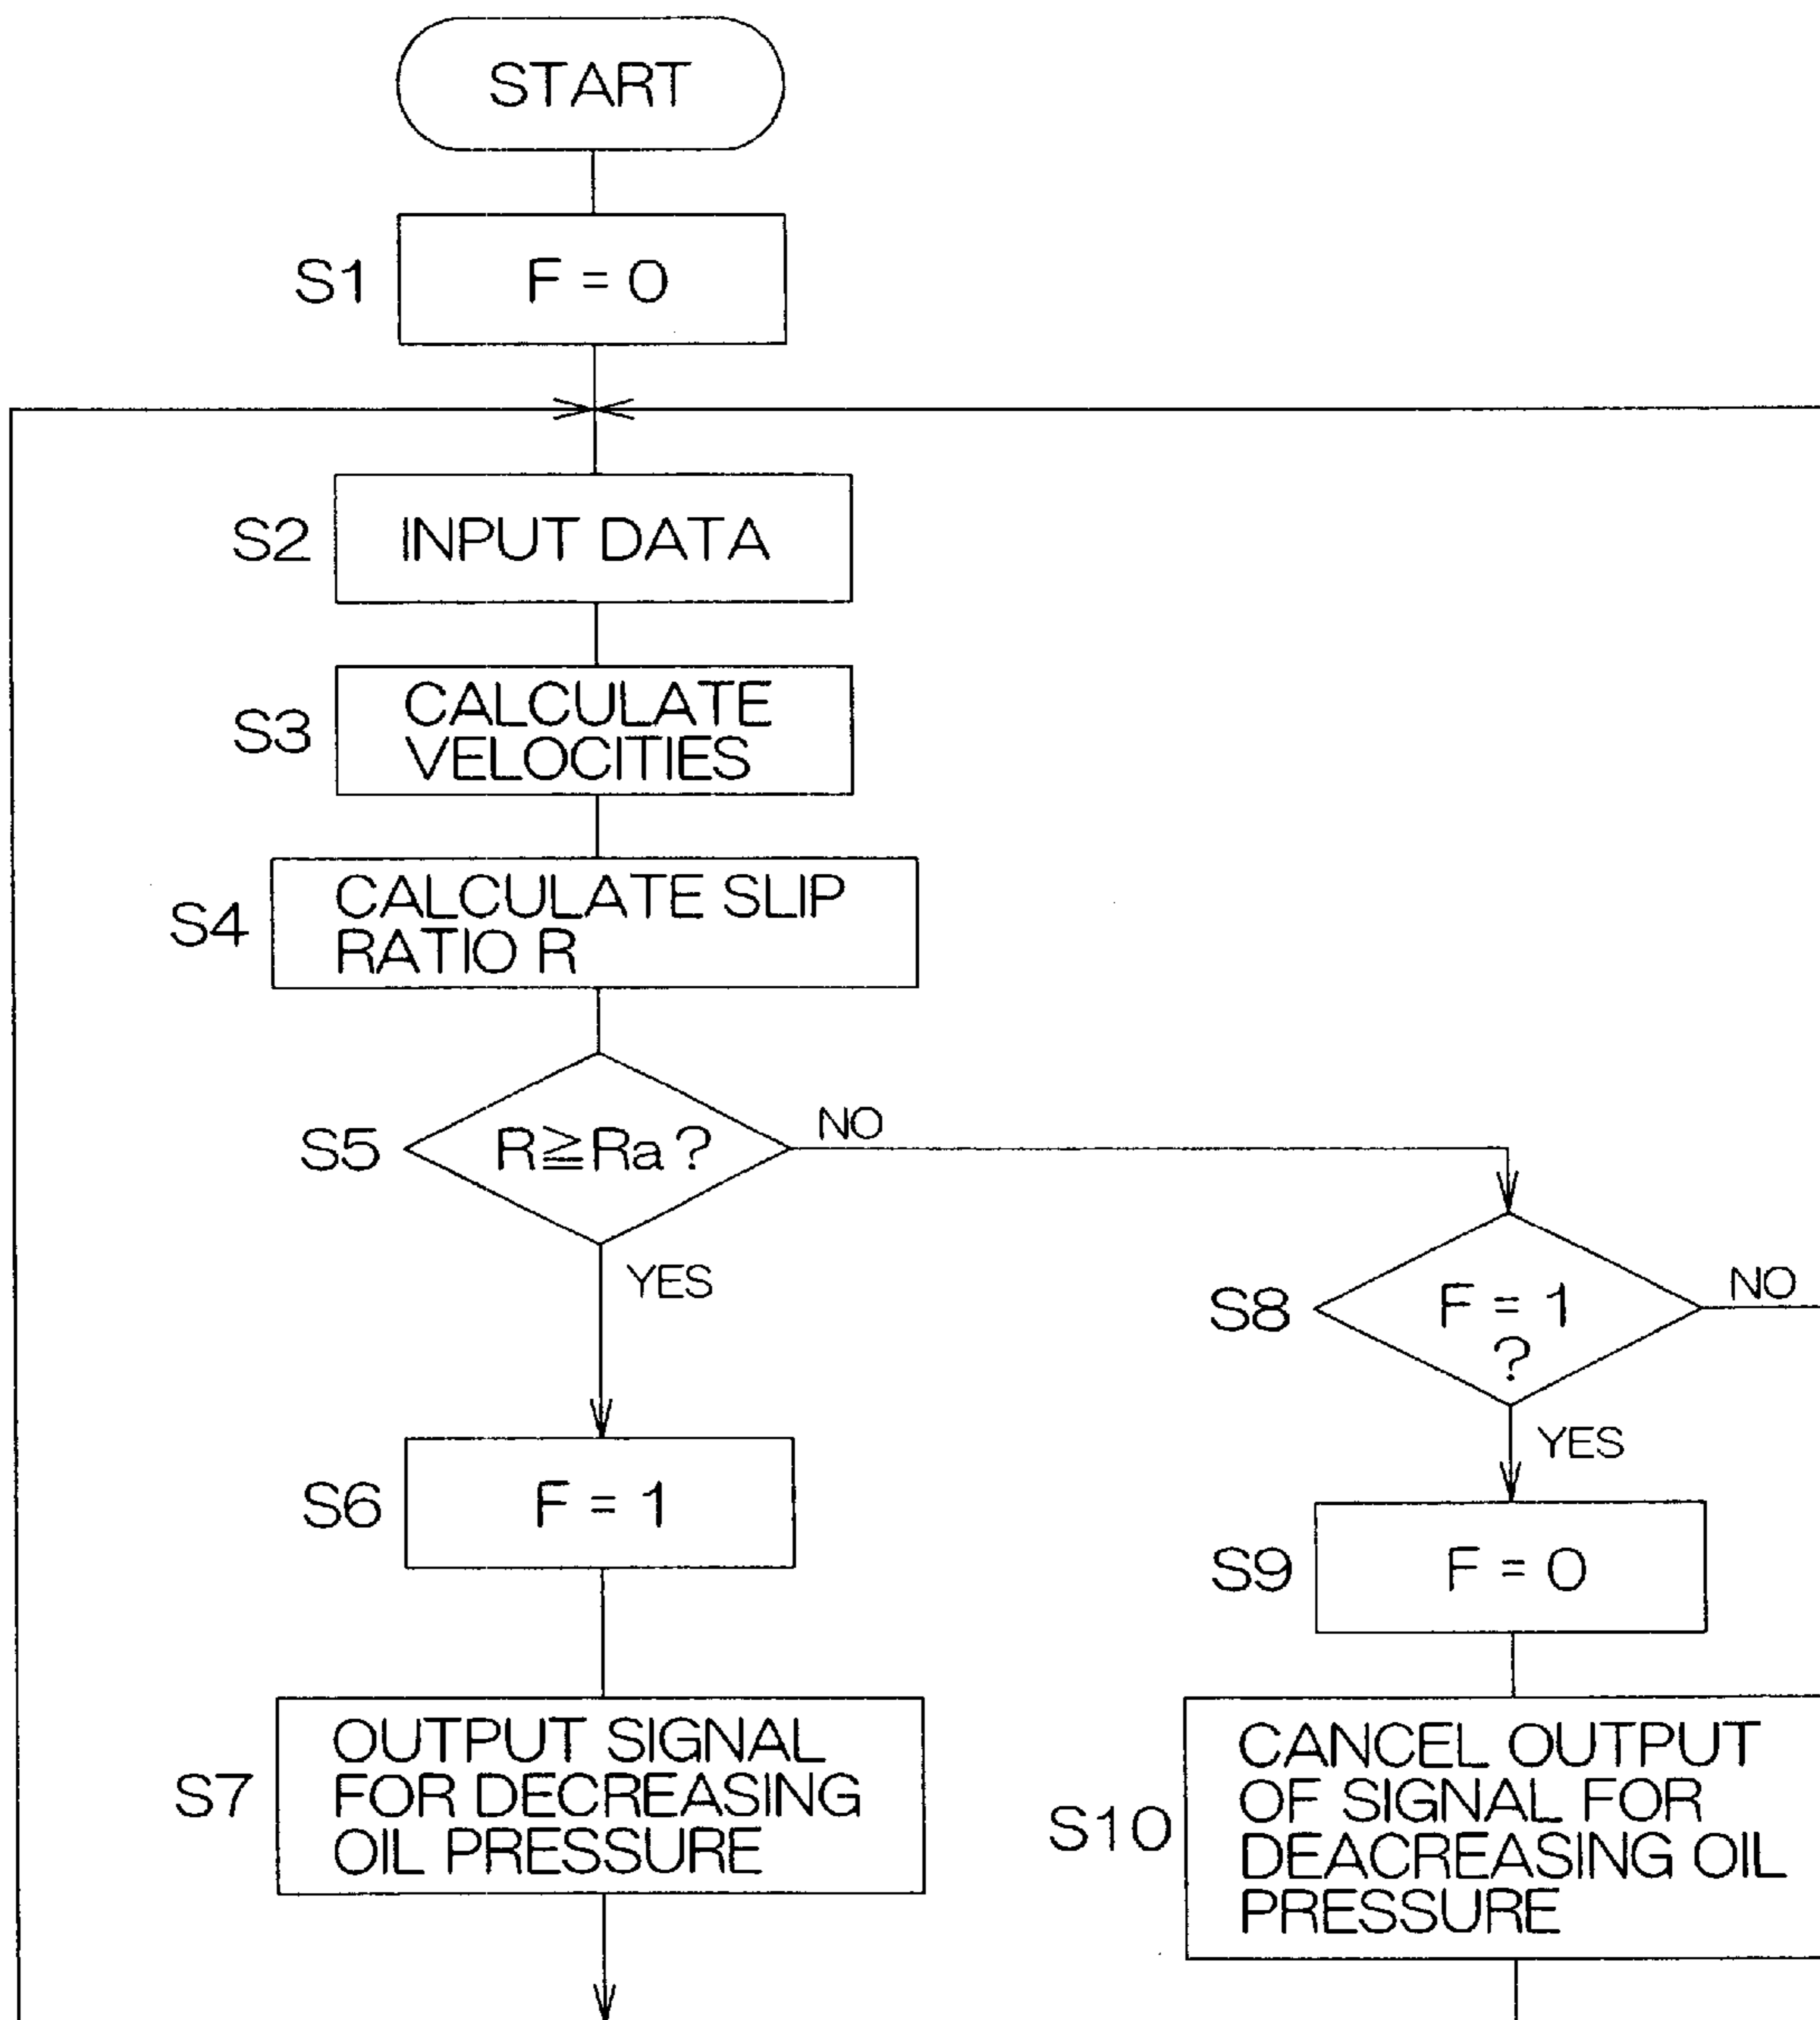 START
S1
F = 0
S2
INPUT DATA
S3
CALCULATE
VELOCITIES
S4
CALCULATE SLIP
RATIO R
S5
R≧Ra ?
NO
YES
S8
F = 1
?
NO
YES
S6
F = 1
S9
F = 0
S7
OUTPUT SIGNAL
FOR DECREASING
OIL PRESSURE
S10
CANCEL OUTPUT
OF SIGNAL FOR
DEACREASING OIL
PRESSURE